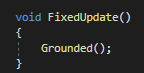 void FixedUpdate()
{
    Grounded();
}